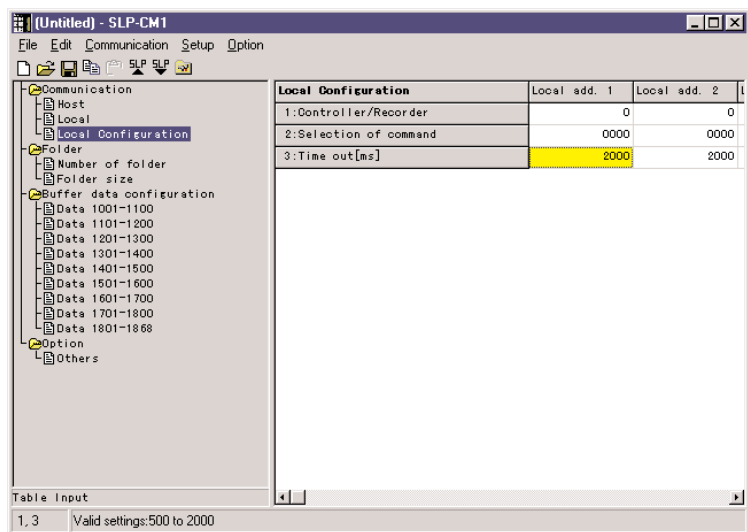 (Untitled) - SLP-CM1
File Edit Communication Setup Option
SLP SLP
Communication
Host
Local
Local Configuration
Folder
Number of folder
Folder size
Buffer data configuration
Data 1001-1100
Data 1101-1200
Data 1201-1300
Data 1301-1400
Data 1401-1500
Data 1501-1600
Data 1601-1700
Data 1701-1800
Data 1801-1868
Option
Others
Table Input
Local Configuration Local add. 1 Local add. 2
1:Controller/Recorder 0 0
2:Selection of command 0000 0000
3:Time out[ms] 2000 2000
1, 3 Valid settings:500 to 2000